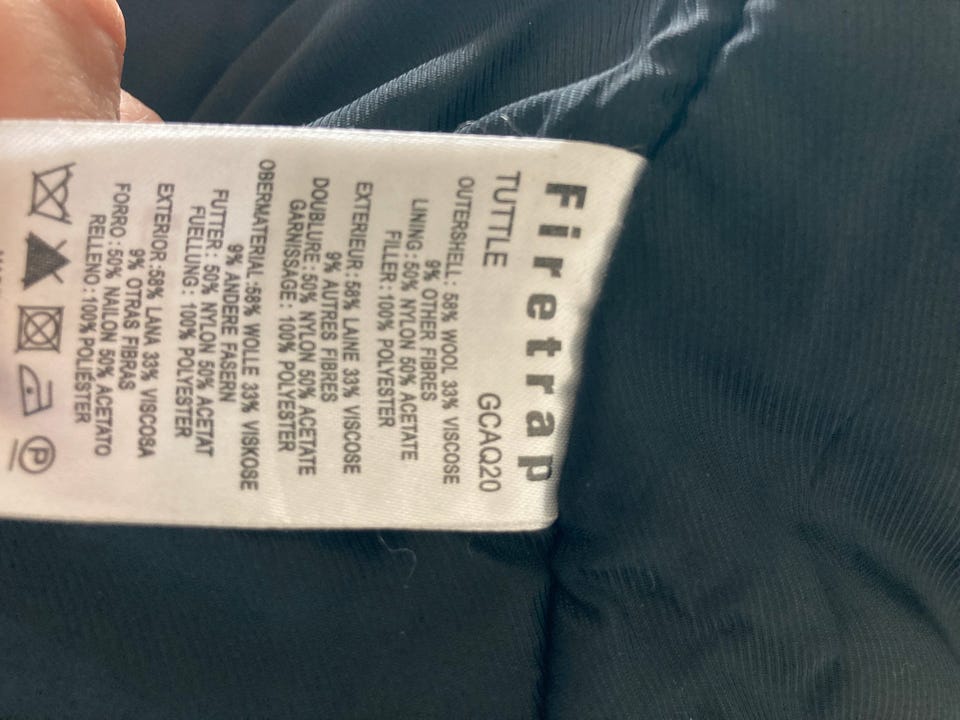 Firetrap
TUTTLE GCAQ20
OUTERSHELL: 58% WOOL 33% VISCOSE
9% OTHER FIBRES
LINING: 50% NYLON 50% ACETATE
FILLER: 100% POLYESTER
EXTERIEUR: 58% LAINE 33% VISCOSE
9% AUTRES FIBRES
DOUBLURE: 50% NYLON 50% ACETATE
GARNISSAGE: 100% POLYESTER
OBERMATERIAL: 58% WOLLE 33% VISKOSE
9% ANDERE FASERN
FUTTER: 50% NYLON 50% ACETAT
FUELLUNG: 100% POLYESTER
EXTERIOR: 58% LANA 33% VISCOSA
9% OTRAS FIBRAS
FORRO: 50% NAILON 50% ACETATO
RELLENO: 100% POLIÉSTER
P